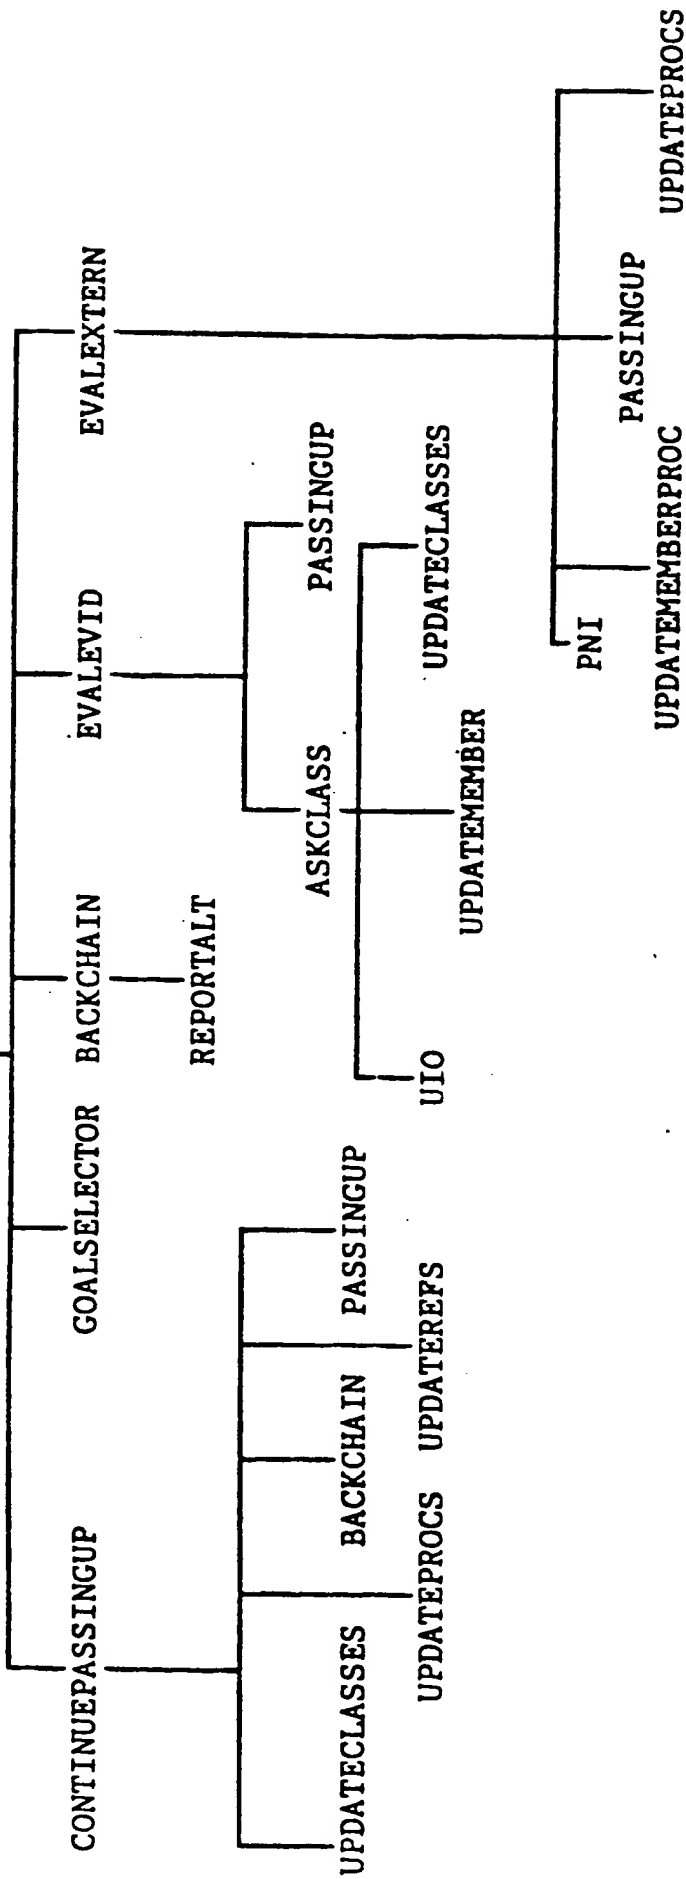 CONTINUEPASSINGUP
GOALSELECTOR
BACKCHAIN
EVALEVID
EVALEXTERN
REPORTALT
UPDATECLASSES
UPDATEPROCS
BACKCHAIN
UPDATEREFS
PASSINGUP
ASKCLASS
PASSINGUP
UIO
UPDATEMEMBER
UPDATECLASSES
PNI
UPDATEMEMBERPROC
PASSINGUP
UPDATEPROCS